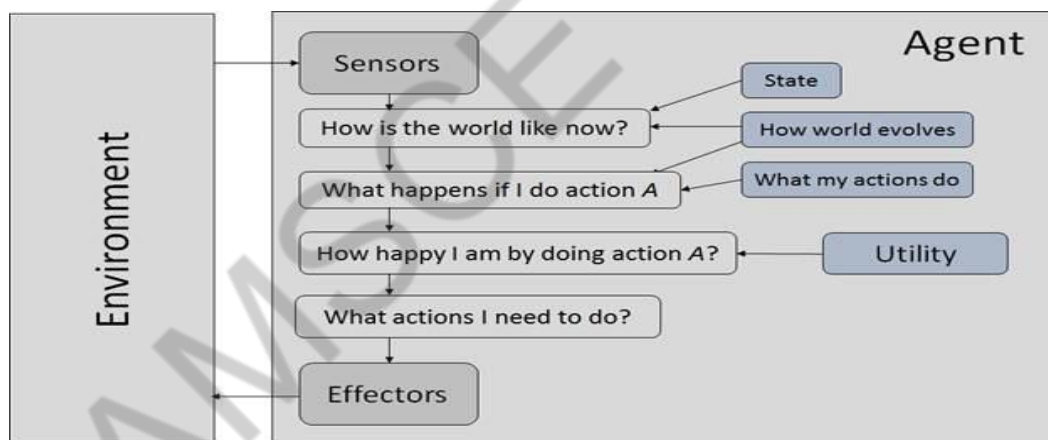 Agent
Sensors
State
How is the world like now?
How world evolves
What happens if I do action A
What my actions do
How happy I am by doing action A?
Utility
What actions I need to do?
Effectors
Environment
AMSCE